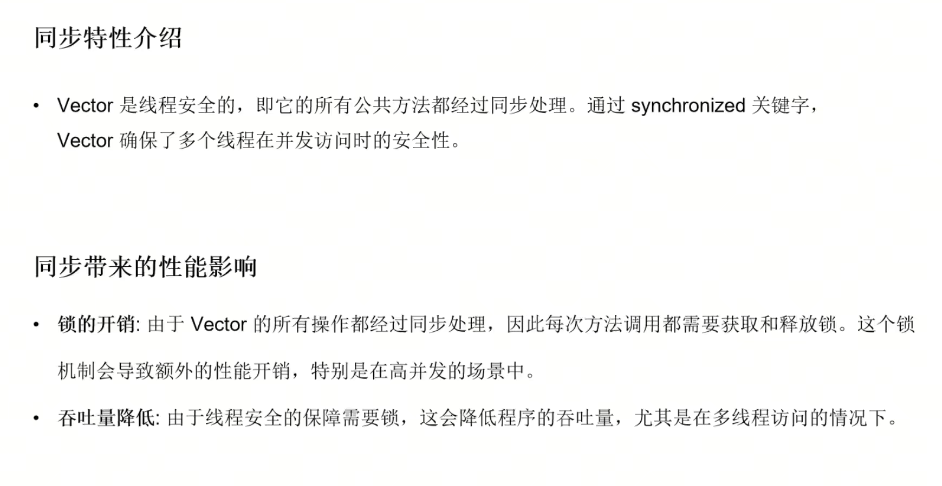 同步特性介绍
• Vector 是线程安全的，即它的所有公共方法都经过同步处理。通过 synchronized 关键字，
Vector 确保了多个线程在并发访问时的安全性。
同步带来的性能影响
• 锁的开销: 由于 Vector 的所有操作都经过同步处理，因此每次方法调用都需要获取和释放锁。这个锁
机制会导致额外的性能开销，特别是在高并发的场景中。
• 吞吐量降低: 由于线程安全的保障需要锁，这会降低程序的吞吐量，尤其是在多线程访问的情况下。